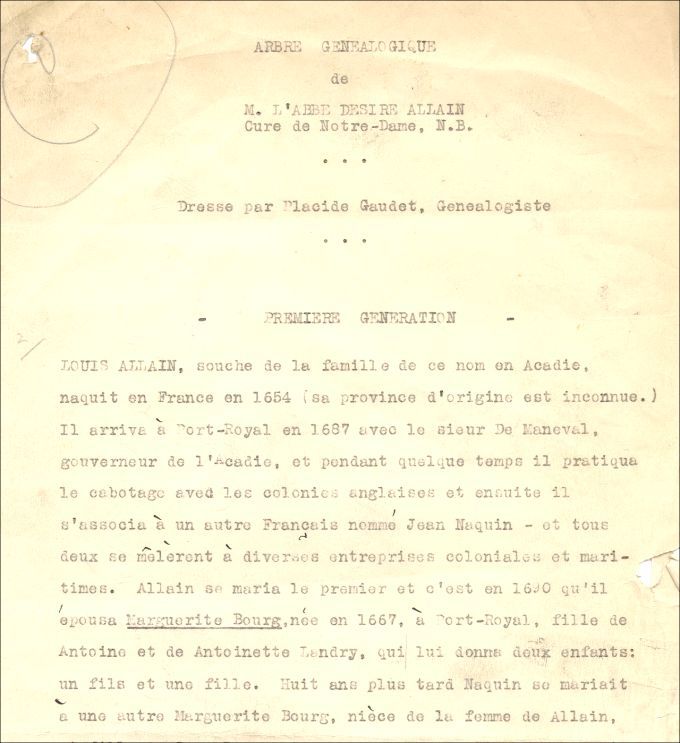 ARBRE GENEALOGIQUE
de
M. L'ABBE DESIRE ALLAIN
Cure de Notre-Dame, N.B.
. . .
Dresse par Placide Gaudet, Genealogiste
. . .
- PREMIERE GENERATION -
2/
LOUIS ALLAIN, souche de la famille de ce nom en Acadie,
naquit en France en 1654 (sa province d'origine est inconnue.)
Il arriva à Port-Royal en 1687 avec le sieur De Maneval,
gouverneur de l'Acadie, et pendant quelque temps il pratiqua
le cabotage avec les colonies anglaises et ensuite il
s'associa à un autre Français nommé Jean Naquin - et tous
deux se mêlèrent à diverses entreprises coloniales et mari-
times. Allain se maria le premier et c'est en 1690 qu'il
épousa Marguerite Bourg,née en 1667, à Port-Royal, fille de
Antoine et de Antoinette Landry, qui lui donna deux enfants:
un fils et une fille. Huit ans plus tard Naquin se mariait
à une autre Marguerite Bourg, nièce de la femme de Allain,